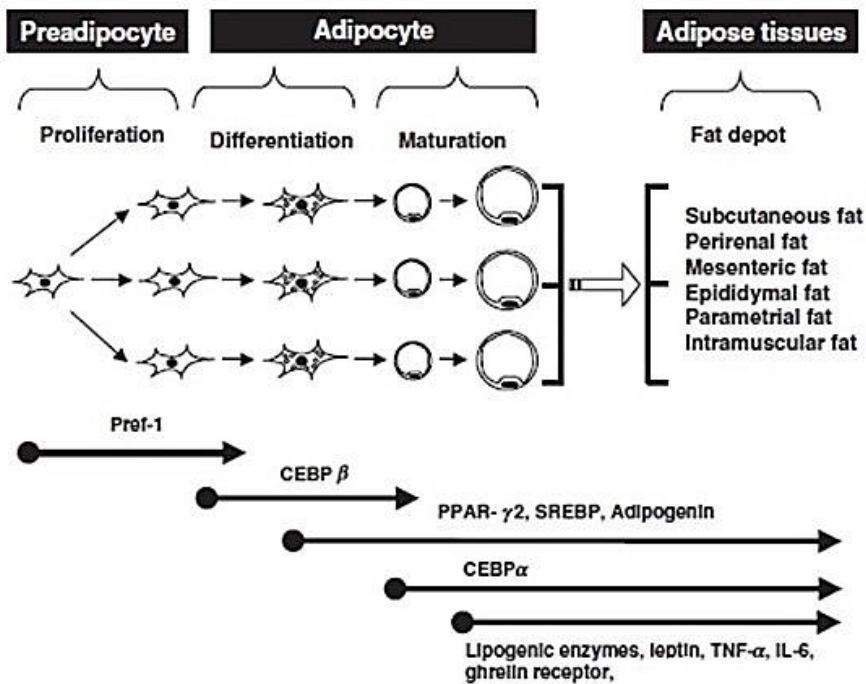 Preadipocyte
Adipocyte
Adipose tissues
Proliferation
Differentiation
Maturation
Fat depot
Subcutaneous fat
Perirenal fat
Mesenteric fat
Epididymal fat
Parametrial fat
Intramuscular fat
Pref-1
CEBP β
PPAR- γ2, SREBP, Adipogenin
CEBPα
Lipogenic enzymes, leptin, TNF-α, IL-6,
ghrelin receptor,